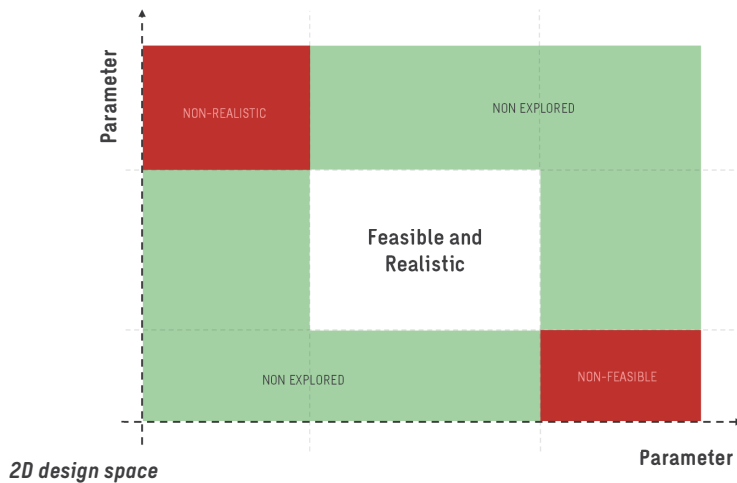 Parameter
NON-REALISTIC
NON EXPLORED
Feasible and
Realistic
NON EXPLORED
NON-FEASIBLE
Parameter
2D design space